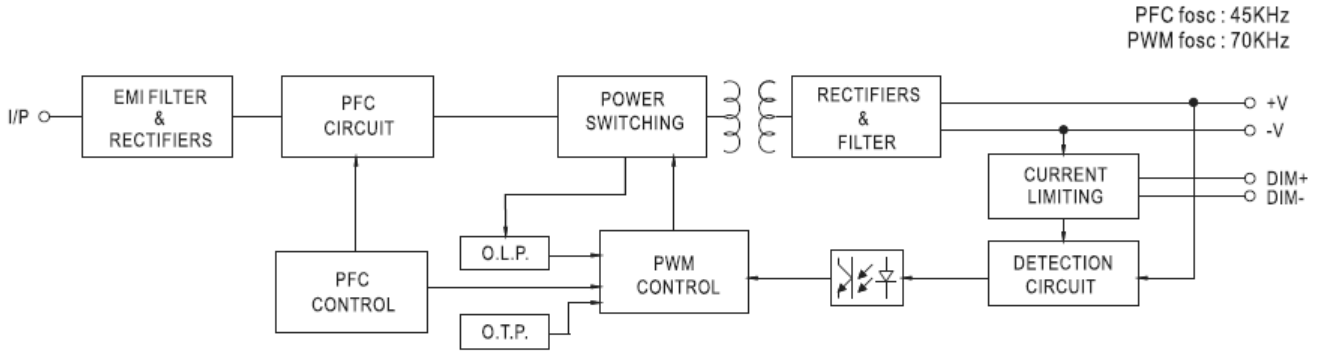 PFC fosc : 45KHz
PWM fosc : 70KHz
I/P
EMI FILTER
&
RECTIFIERS
PFC
CIRCUIT
POWER
SWITCHING
RECTIFIERS
&
FILTER
+V
-V
CURRENT
LIMITING
DIM+
DIM-
O.L.P.
PFC
CONTROL
PWM
CONTROL
DETECTION
CIRCUIT
O.T.P.